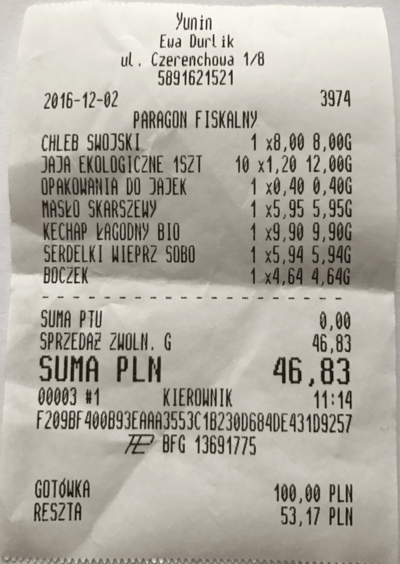 Yunin
Ewa Durlik
ul. Czerenchowa 1/8
5891621521
2016-12-02 3974
PARAGON FISKALNY
CHLEB SWOJSKI 1 x8,00 8,00G
JAJA EKOLOGICZNE 1SZT 10 x1,20 12,00G
OPAKOWANIA DO JAJEK 1 x0,40 0,40G
MASŁO SKARSZEWY 1 x5,95 5,95G
KECHAP ŁAGODNY BIO 1 x9,90 9,90G
SERDELKI WIEPRZ SOBO 1 x5,94 5,94G
BOCZEK 1 x4,64 4,64G
SUMA PTU 0,00
SPRZEDAŻ ZWOLN. G 46,83
SUMA PLN 46,83
00003 #1 KIEROWNIK 11:14
F209BF400B93EAAA3553C1B230D684DE431D9257
BFG 13691775
GOTÓWKA 100,00 PLN
RESZTA 53,17 PLN